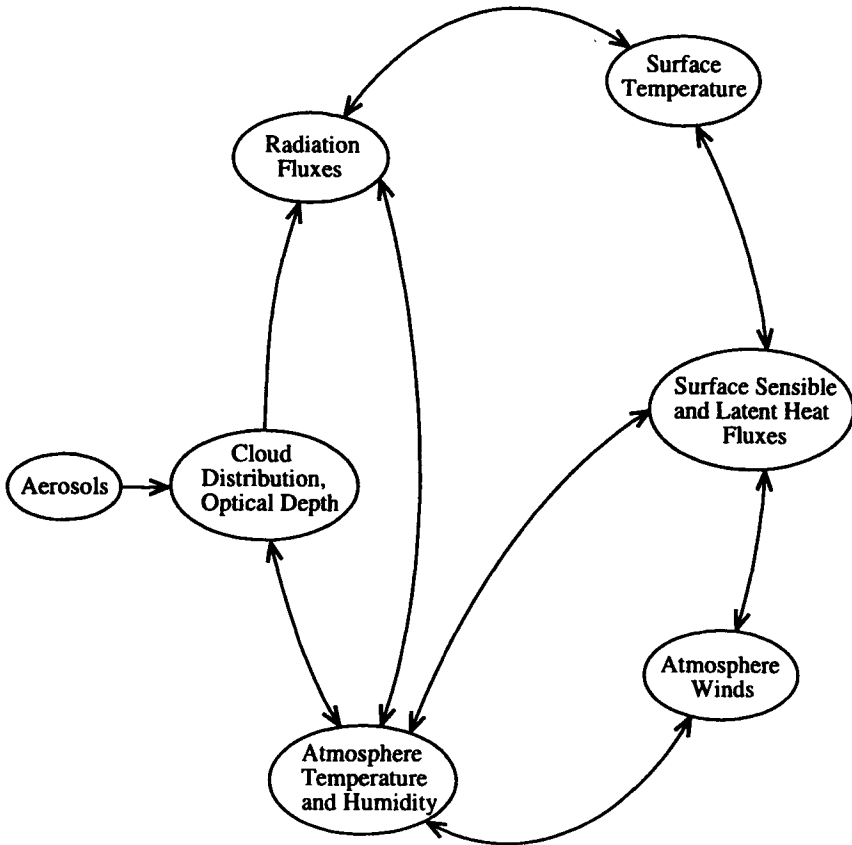 Surface
Temperature
Radiation
Fluxes
Surface Sensible
and Latent Heat
Fluxes
Cloud
Distribution,
Optical Depth
Aerosols
Atmosphere
Winds
Atmosphere
Temperature
and Humidity